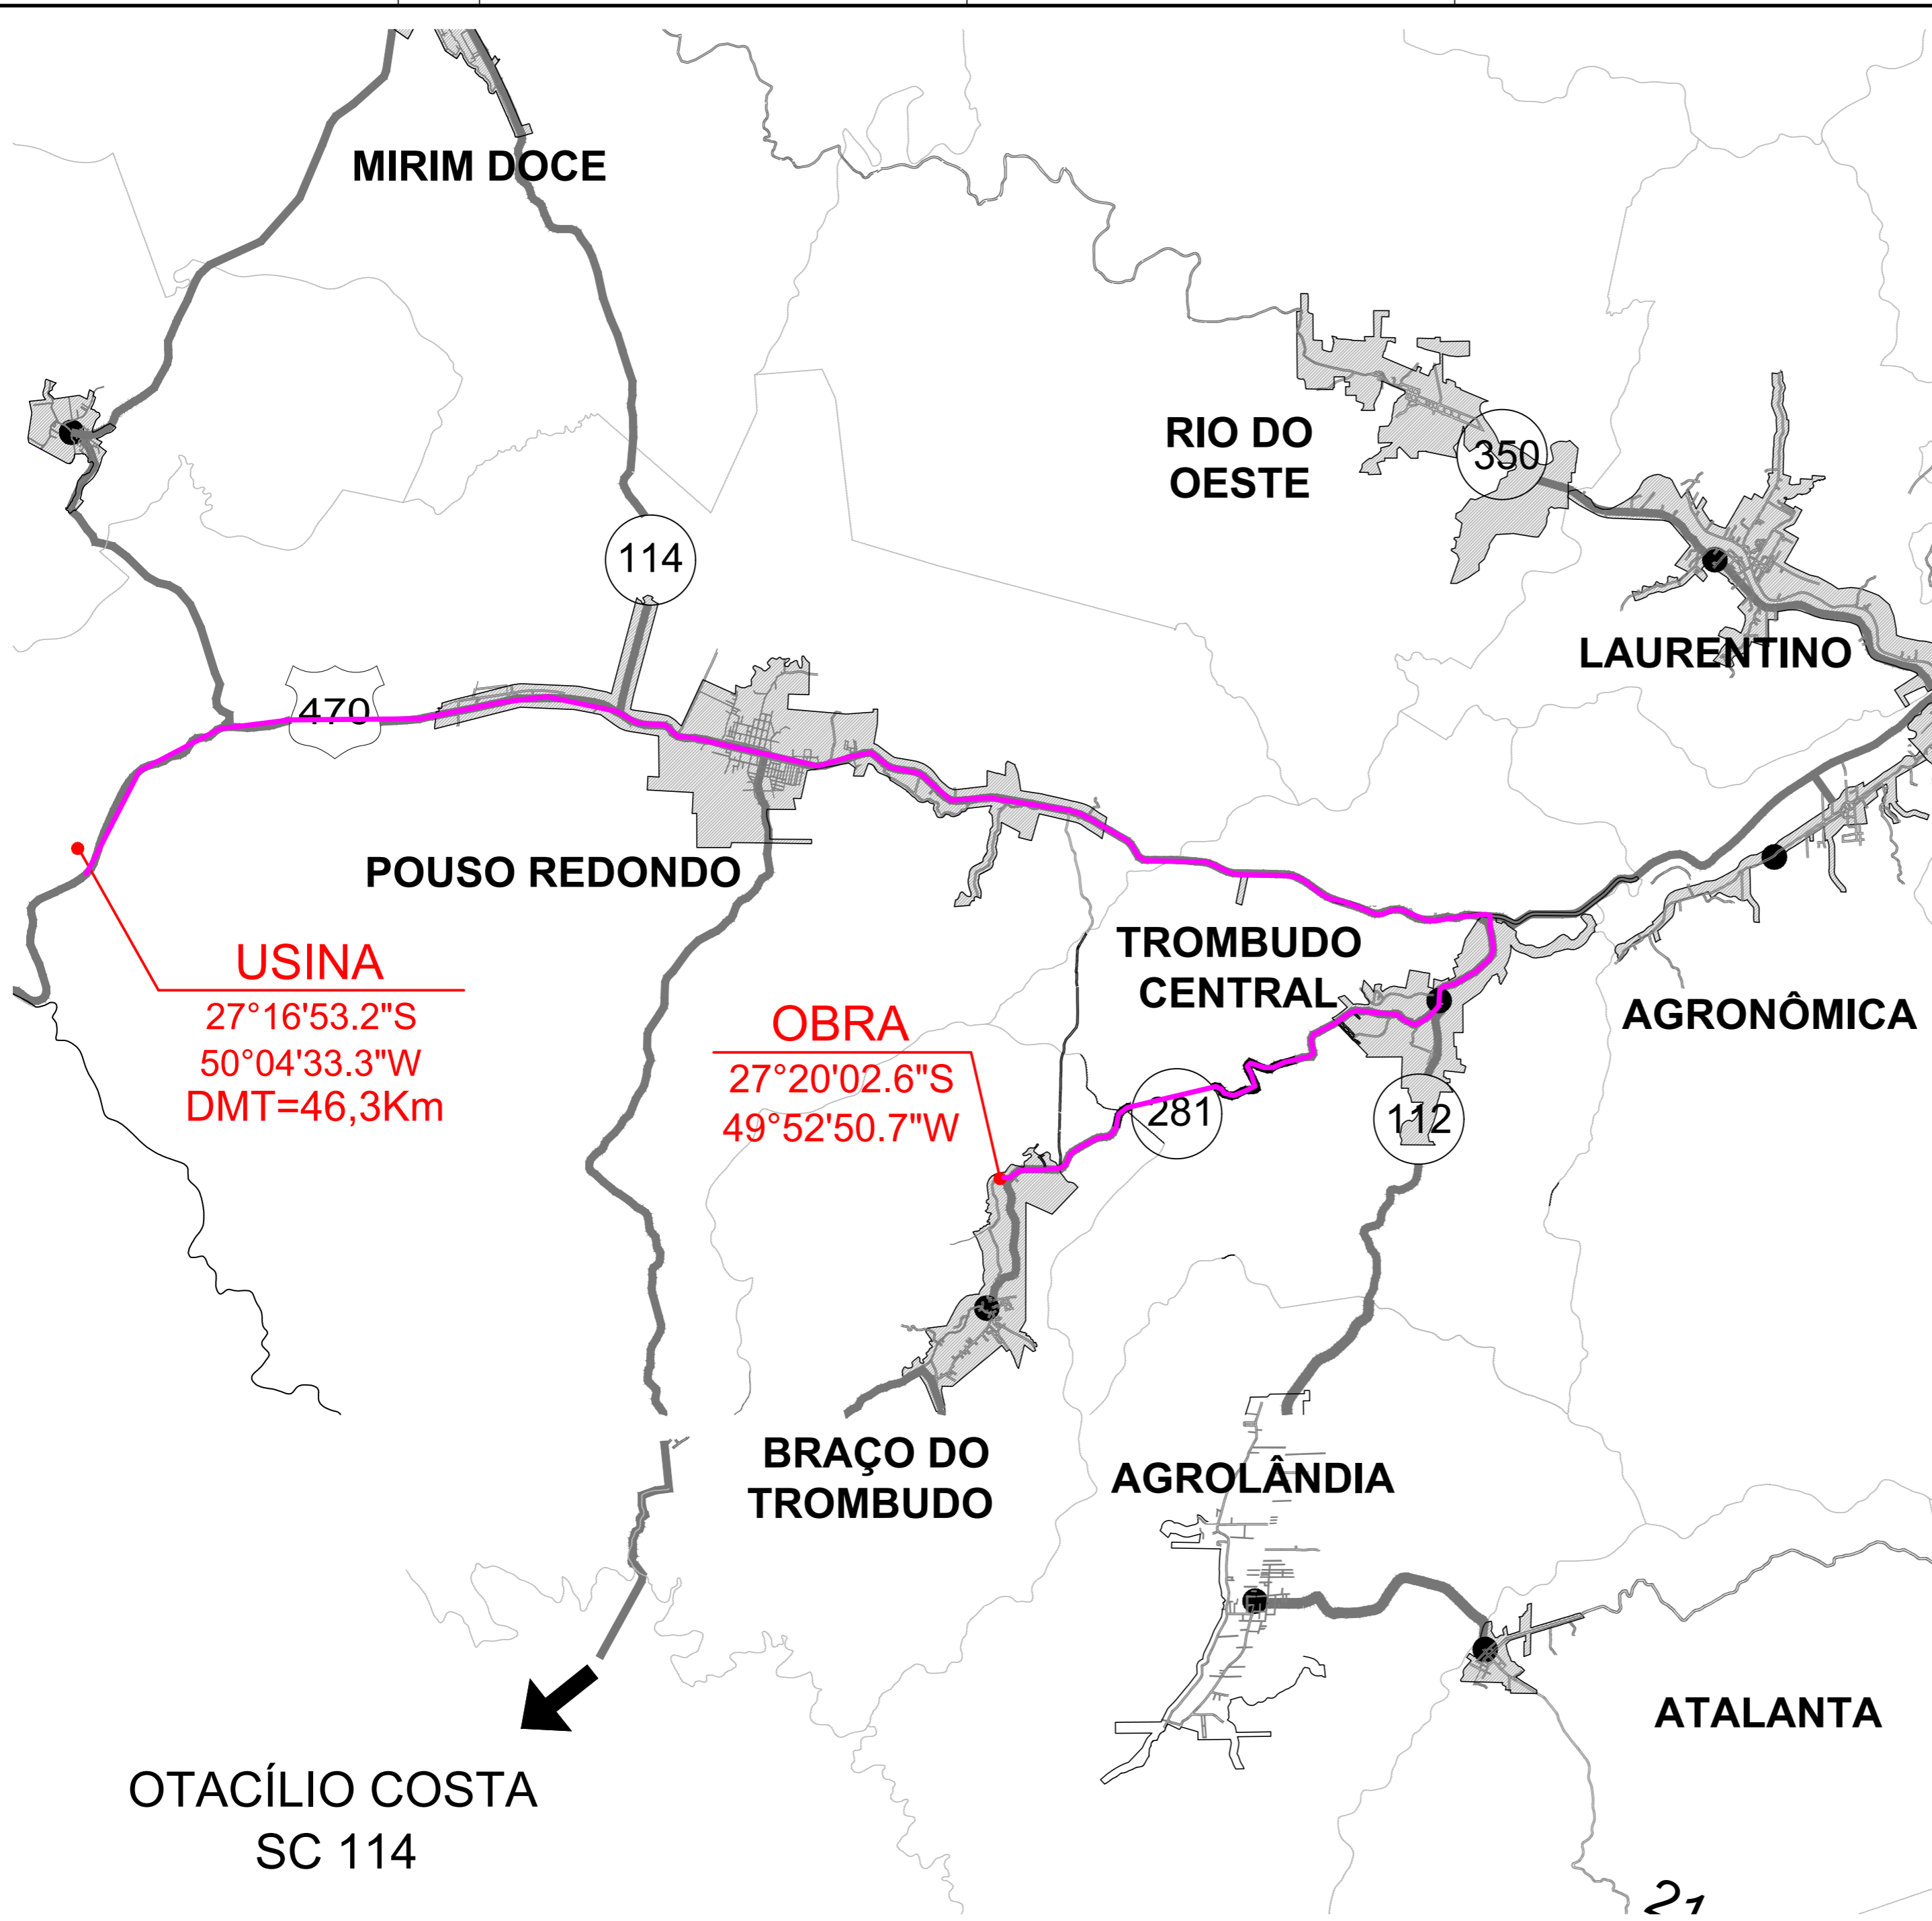 MIRIM DOCE
RIO DO
OESTE
350
114
LAURENTINO
470
POUSO REDONDO
TROMBUDO
CENTRAL
USINA
27°16'53.2"S
50°04'33.3"W
DMT=46,3Km
OBRA
27°20'02.6"S
49°52'50.7"W
AGRONÔMICA
281
112
BRAÇO DO
TROMBUDO
AGROLÂNDIA
ATALANTA
OTACÍLIO COSTA
SC 114